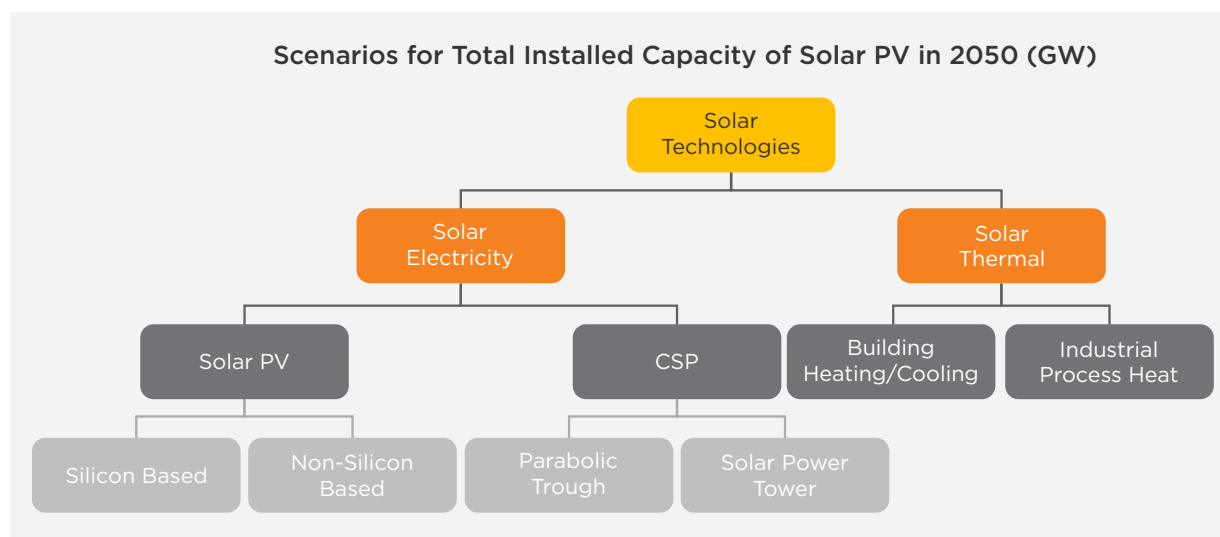 Scenarios for Total Installed Capacity of Solar PV in 2050 (GW)
Solar
Technologies
Solar
Electricity
Solar
Thermal
Solar PV
CSP
Building
Heating/Cooling
Industrial
Process Heat
Silicon Based
Non-Silicon
Based
Parabolic
Trough
Solar Power
Tower